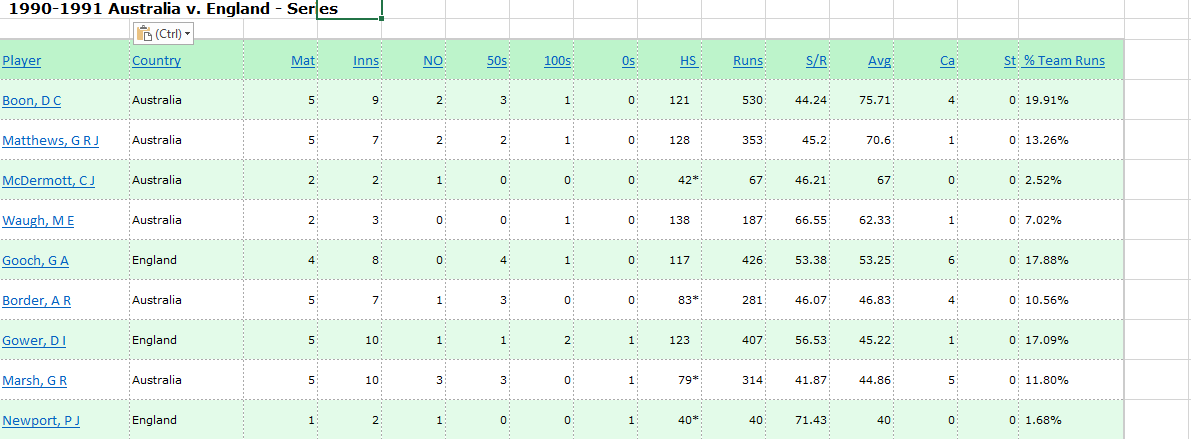 1990-1991 Australia v. England - Series
(Ctrl)
Player Country Mat Inns NO 50s 100s 0s HS Runs S/R Avg Ca St % Team Runs
Boon, D C Australia 5 9 2 3 1 0 121 530 44.24 75.71 4 0 19.91%
Matthews, G R J Australia 5 7 2 2 1 0 128 353 45.2 70.6 1 0 13.26%
McDermott, C J Australia 2 2 1 0 0 0 42* 67 46.21 67 0 0 2.52%
Waugh, M E Australia 2 3 0 0 1 0 138 187 66.55 62.33 1 0 7.02%
Gooch, G A England 4 8 0 4 1 0 117 426 53.38 53.25 6 0 17.88%
Border, A R Australia 5 7 1 3 0 0 83* 281 46.07 46.83 4 0 10.56%
Gower, D I England 5 10 1 1 2 1 123 407 56.53 45.22 1 0 17.09%
Marsh, G R Australia 5 10 3 3 0 1 79* 314 41.87 44.86 5 0 11.80%
Newport, P J England 1 2 1 0 0 1 40* 40 71.43 40 0 0 1.68%